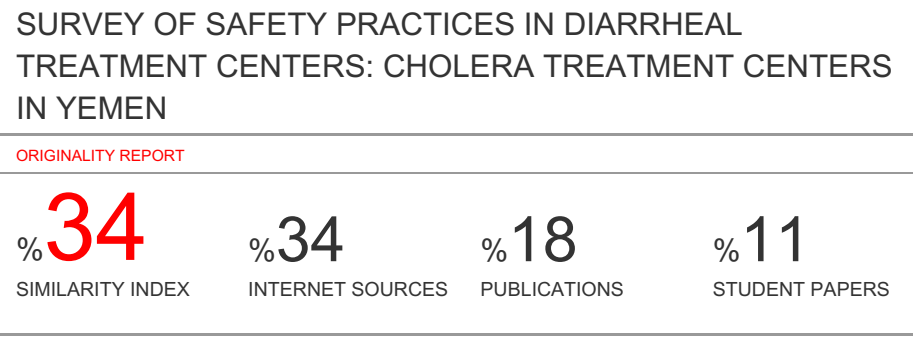 SURVEY OF SAFETY PRACTICES IN DIARRHEAL
TREATMENT CENTERS: CHOLERA TREATMENT CENTERS
IN YEMEN
ORIGINALITY REPORT
%34 %34 %18 %11
SIMILARITY INDEX INTERNET SOURCES PUBLICATIONS STUDENT PAPERS